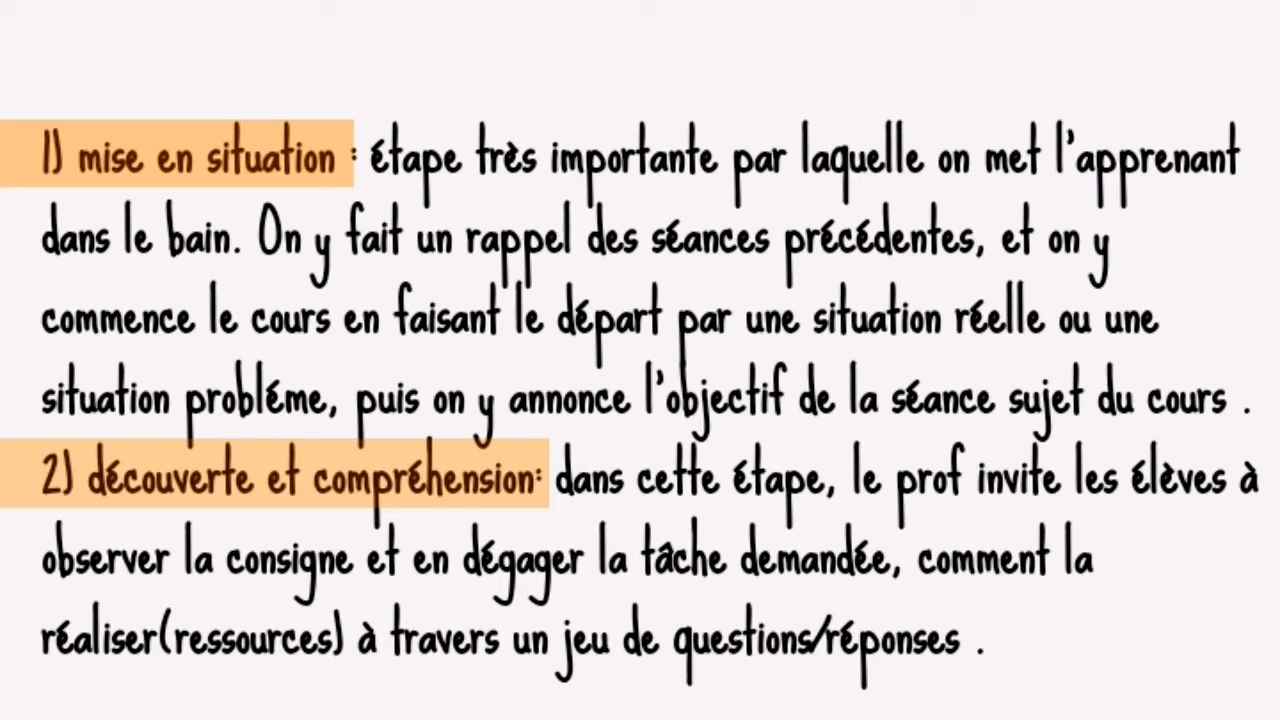 1) mise en situation : étape très importante par laquelle on met l'apprenant
dans le bain. On y fait un rappel des séances précédentes, et on y
commence le cours en faisant le départ par une situation réelle ou une
situation probléme, puis on y annonce l'objectif de la séance sujet du cours .
2) découverte et compréhension: dans cette étape, le prof invite les élèves à
observer la consigne et en dégager la tâche demandée, comment la
réaliser(ressources) à travers un jeu de questions/réponses .